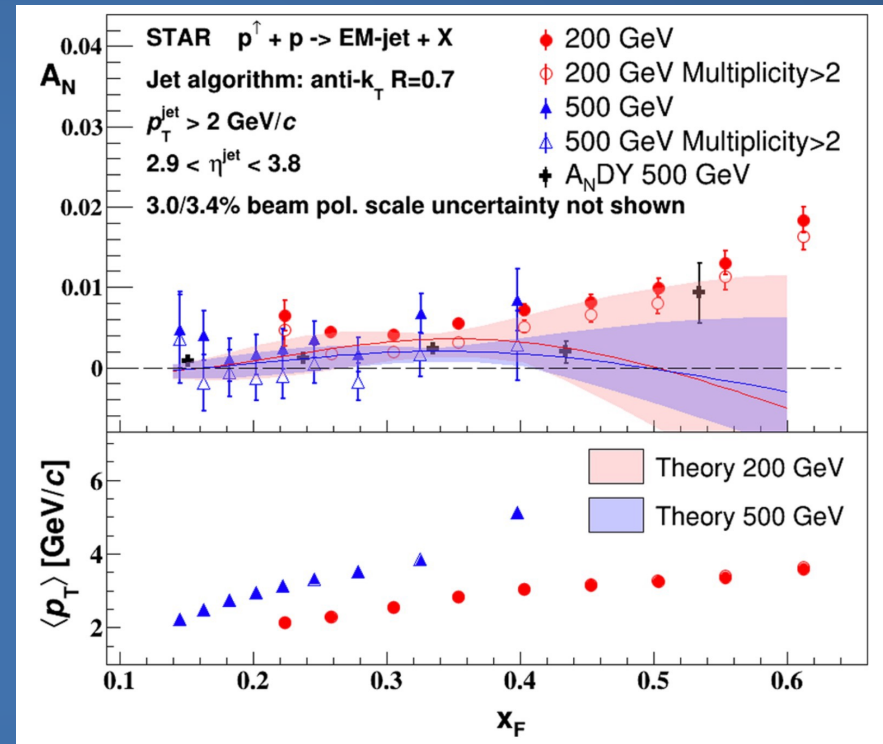 STAR p↑ + p -> EM-jet + X
Jet algorithm: anti-k_T R=0.7
p_T^jet > 2 GeV/c
2.9 < η^jet < 3.8
3.0/3.4% beam pol. scale uncertainty not shown
200 GeV
200 GeV Multiplicity>2
500 GeV
500 GeV Multiplicity>2
A_NDY 500 GeV
A_N
0.04
0.03
0.02
0.01
0
Theory 200 GeV
Theory 500 GeV
⟨p_T⟩ [GeV/c]
6
4
2
0.1 0.2 0.3 0.4 0.5 0.6
x_F